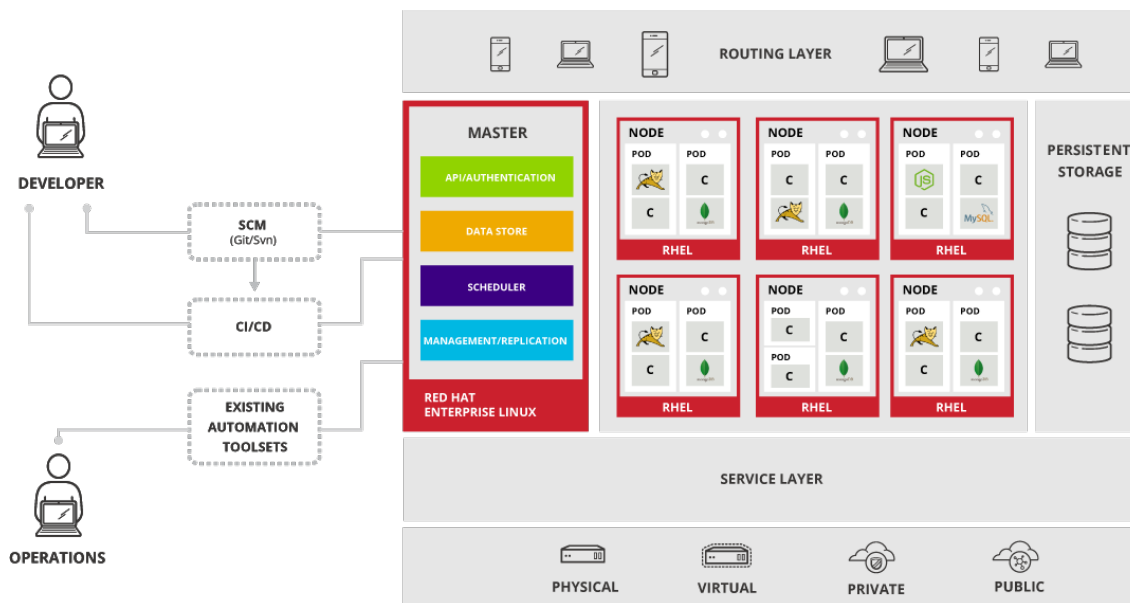 ROUTING LAYER
DEVELOPER
SCM
(Git/Svn)
CI/CD
EXISTING
AUTOMATION
TOOLSETS
OPERATIONS
MASTER
API/AUTHENTICATION
DATA STORE
SCHEDULER
MANAGEMENT/REPLICATION
RED HAT
ENTERPRISE LINUX
NODE
POD POD
C
C
RHEL
NODE
POD POD
C C
RHEL
NODE
POD POD
JS C
C MySQL
RHEL
NODE
POD POD
C
C
RHEL
NODE
POD POD
C
POD
C
RHEL
NODE
POD POD
C
C
RHEL
PERSISTENT
STORAGE
SERVICE LAYER
PHYSICAL
VIRTUAL
PRIVATE
PUBLIC